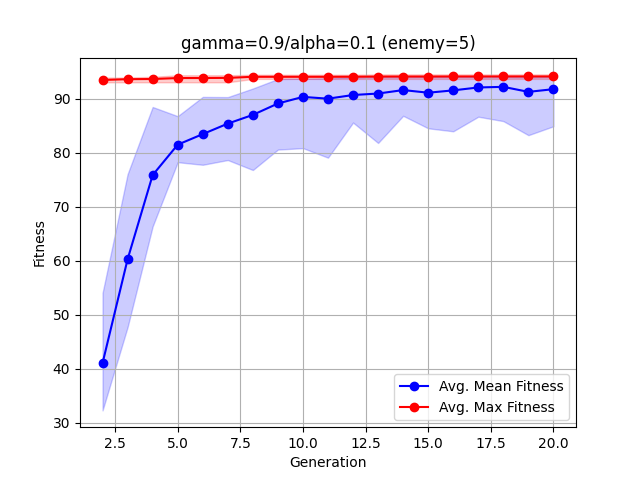 gamma=0.9/alpha=0.1 (enemy=5)
90
80
70
60
50
40
30
Fitness
2.5 5.0 7.5 10.0 12.5 15.0 17.5 20.0
Generation
Avg. Mean Fitness
Avg. Max Fitness